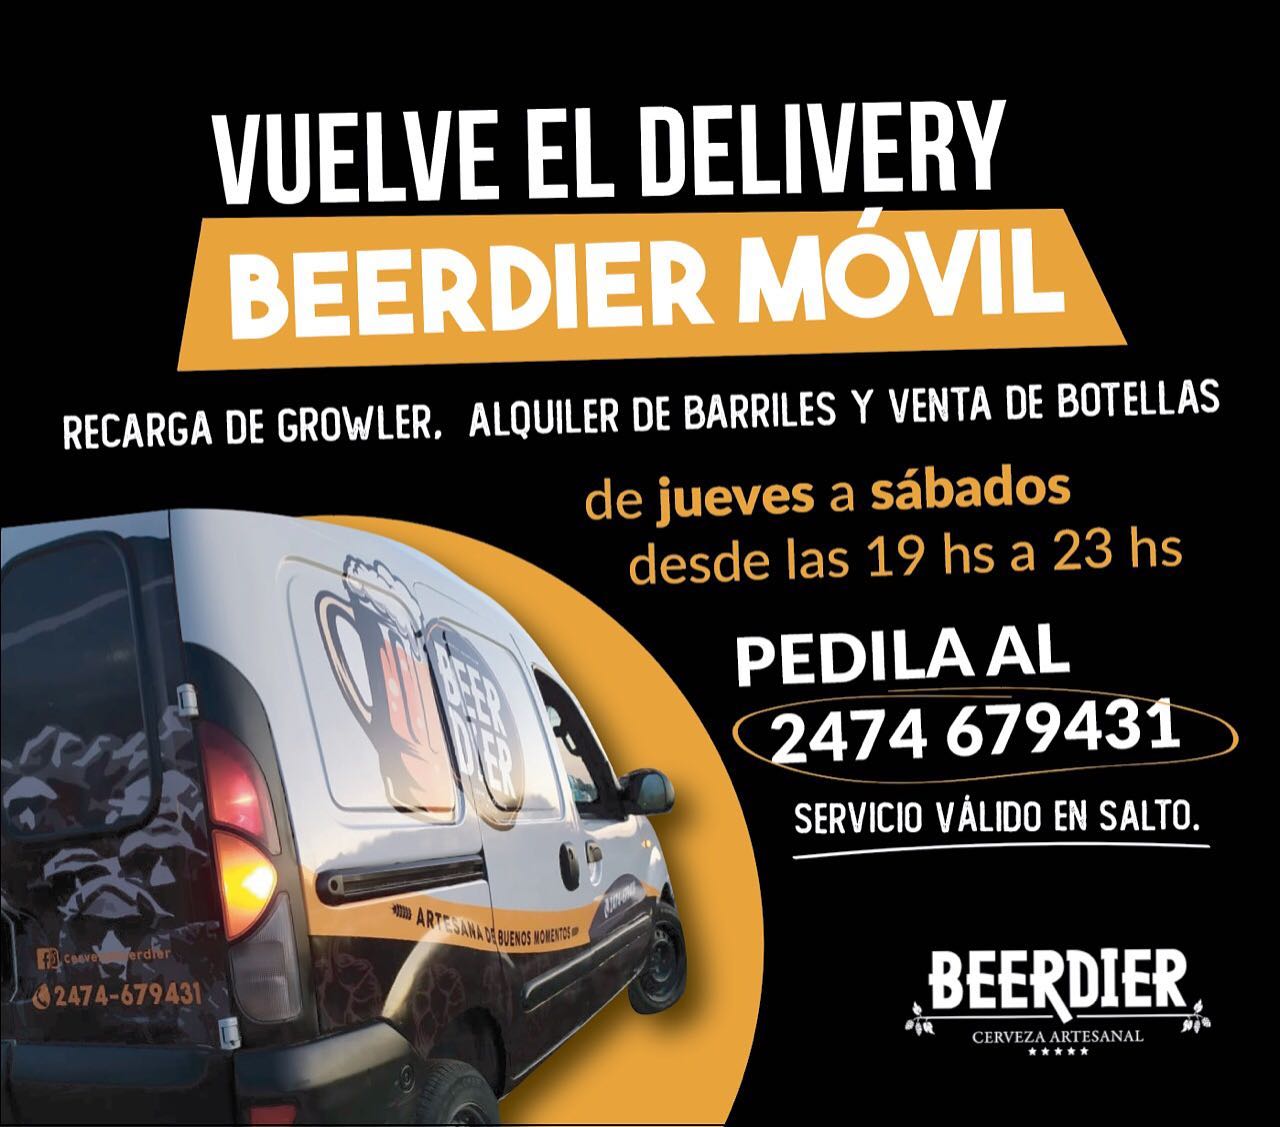 VUELVE EL DELIVERY
BEERDIER MÓVIL
RECARGA DE GROWLER. ALQUILER DE BARRILES Y VENTA DE BOTELLAS
de jueves a sábados
desde las 19 hs a 23 hs
PEDILA AL
2474 679431
SERVICIO VÁLIDO EN SALTO.
BEER
DIER
ARTESANA DE BUENOS MOMENTOS
2474-679431
BEERDIER
CERVEZA ARTESANAL